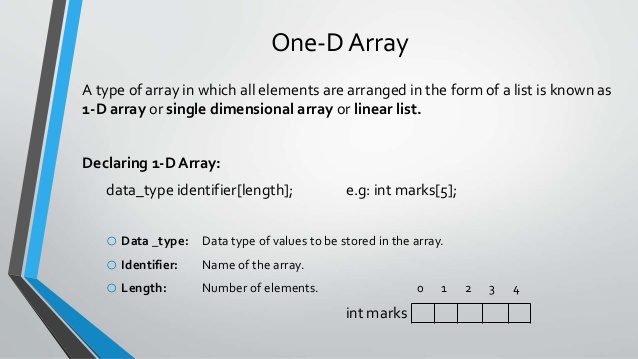 One-D Array
A type of array in which all elements are arranged in the form of a list is known as
1-D array or single dimensional array or linear list.
Declaring 1-D Array:
data_type identifier[length]; e.g: int marks[5];
Data _type: Data type of values to be stored in the array.
Identifier: Name of the array.
Length: Number of elements.
0 1 2 3 4
int marks